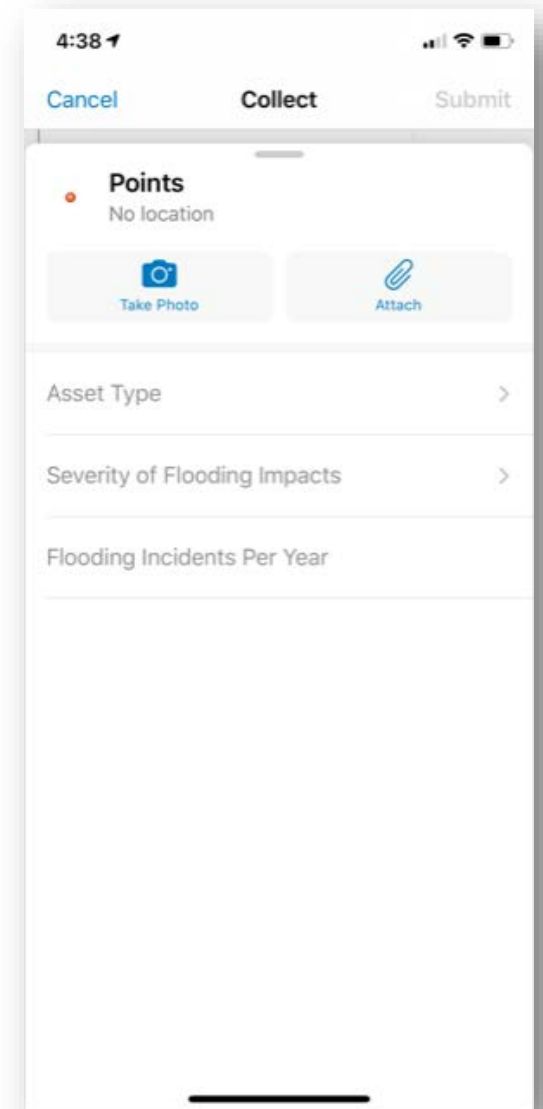 4:38
Cancel Collect Submit
Points
No location
Take Photo Attach
Asset Type
Severity of Flooding Impacts
Flooding Incidents Per Year